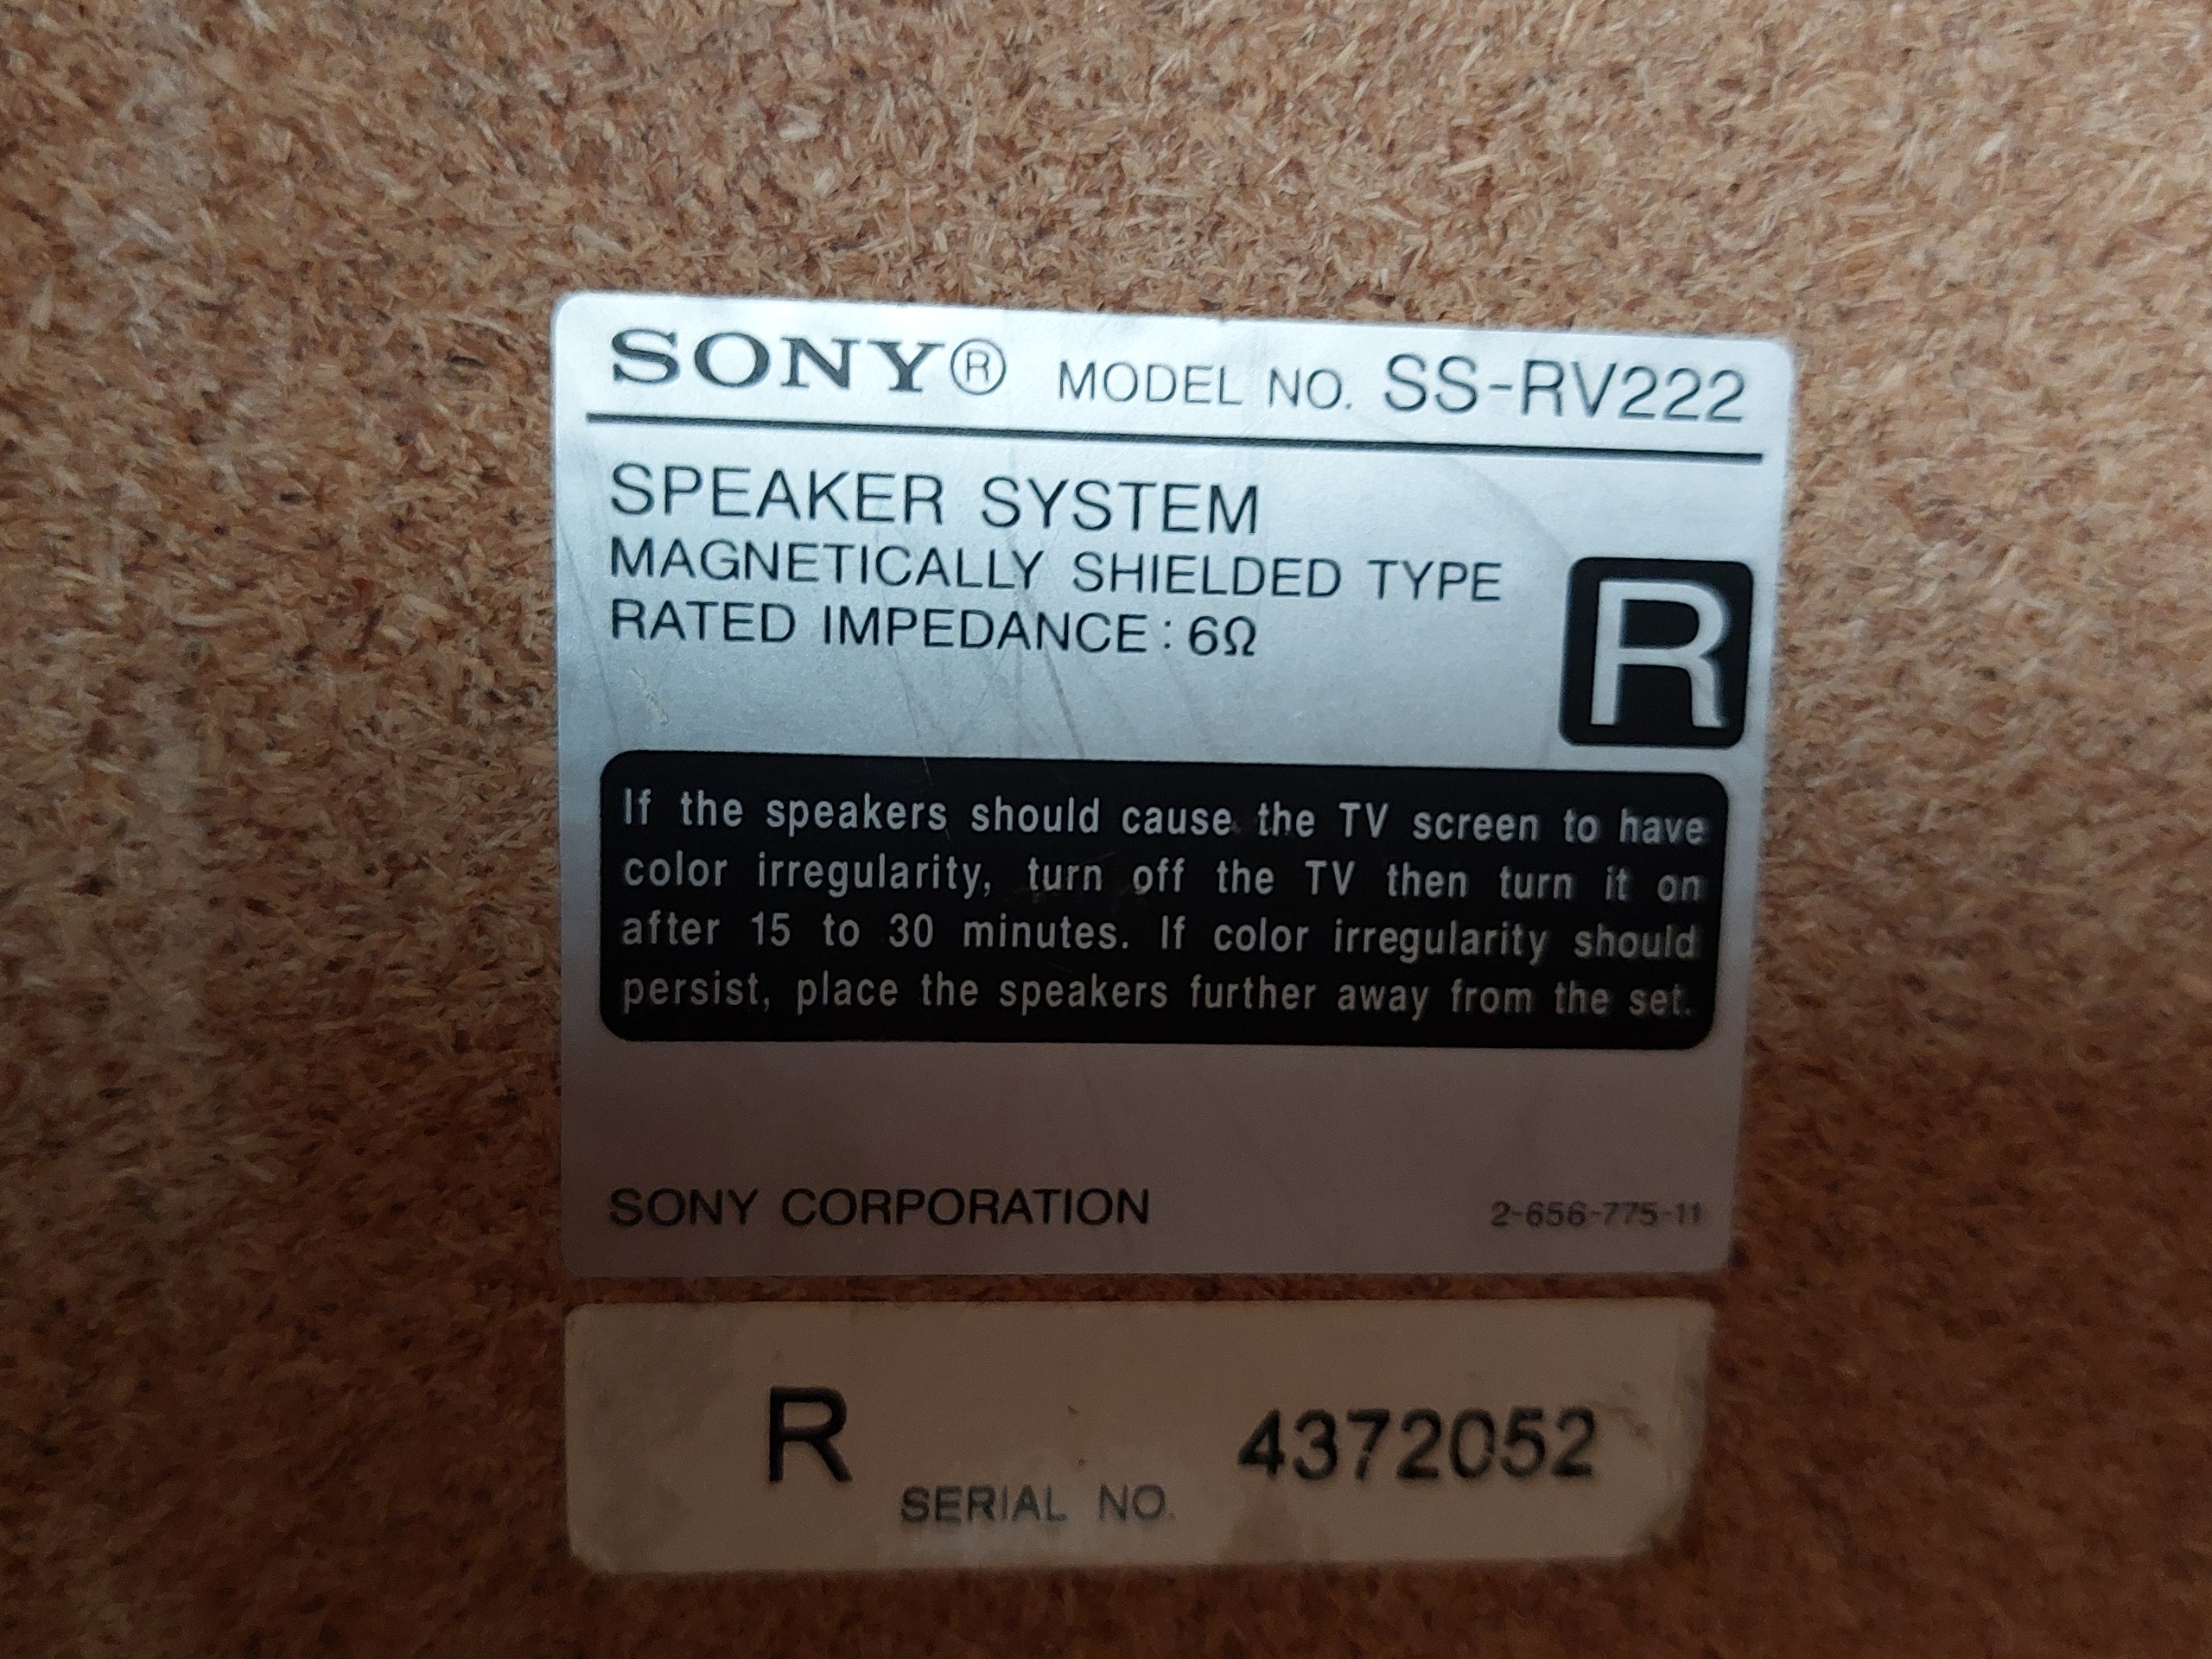 SONY® MODEL NO. SS-RV222
SPEAKER SYSTEM
MAGNETICALLY SHIELDED TYPE
RATED IMPEDANCE : 6Ω
R
If the speakers should cause the TV screen to have
color irregularity, turn off the TV then turn it on
after 15 to 30 minutes. If color irregularity should
persist, place the speakers further away from the set.
SONY CORPORATION 2-656-775-11
R SERIAL NO. 4372052